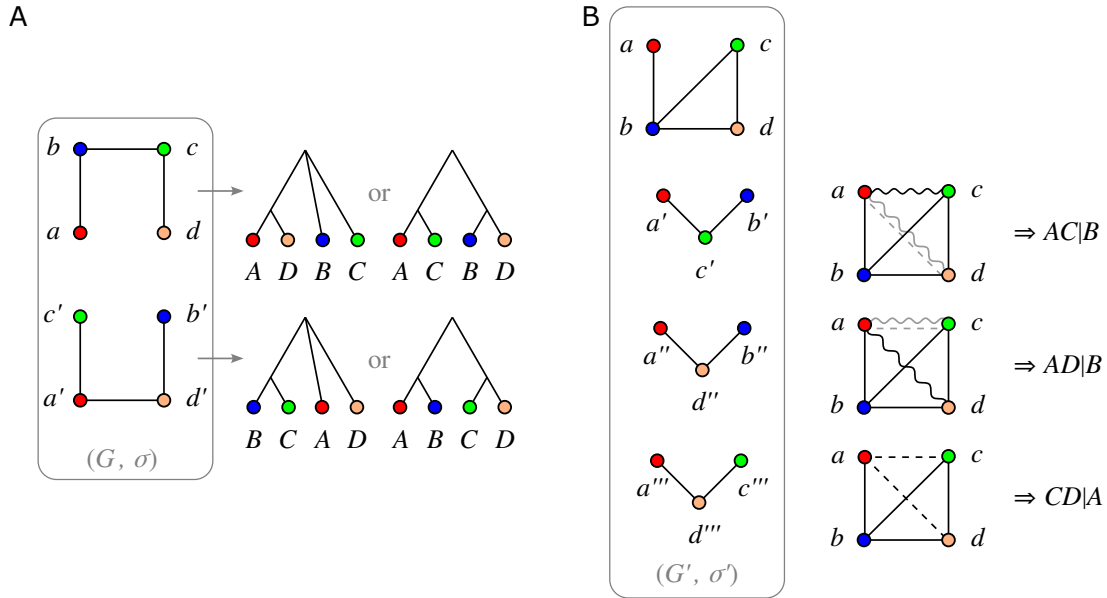 A
b c
a d
or
A D B C A C B D
c′ b′
a′ d′
or
B C A D A B C D
(G, σ)
B
a c
b d
a′ b′
c′
a″ b″
d″
a‴ c‴
d‴
(G′, σ′)
a c
b d
⇒ AC|B
a c
b d
⇒ AD|B
a c
b d
⇒ CD|A